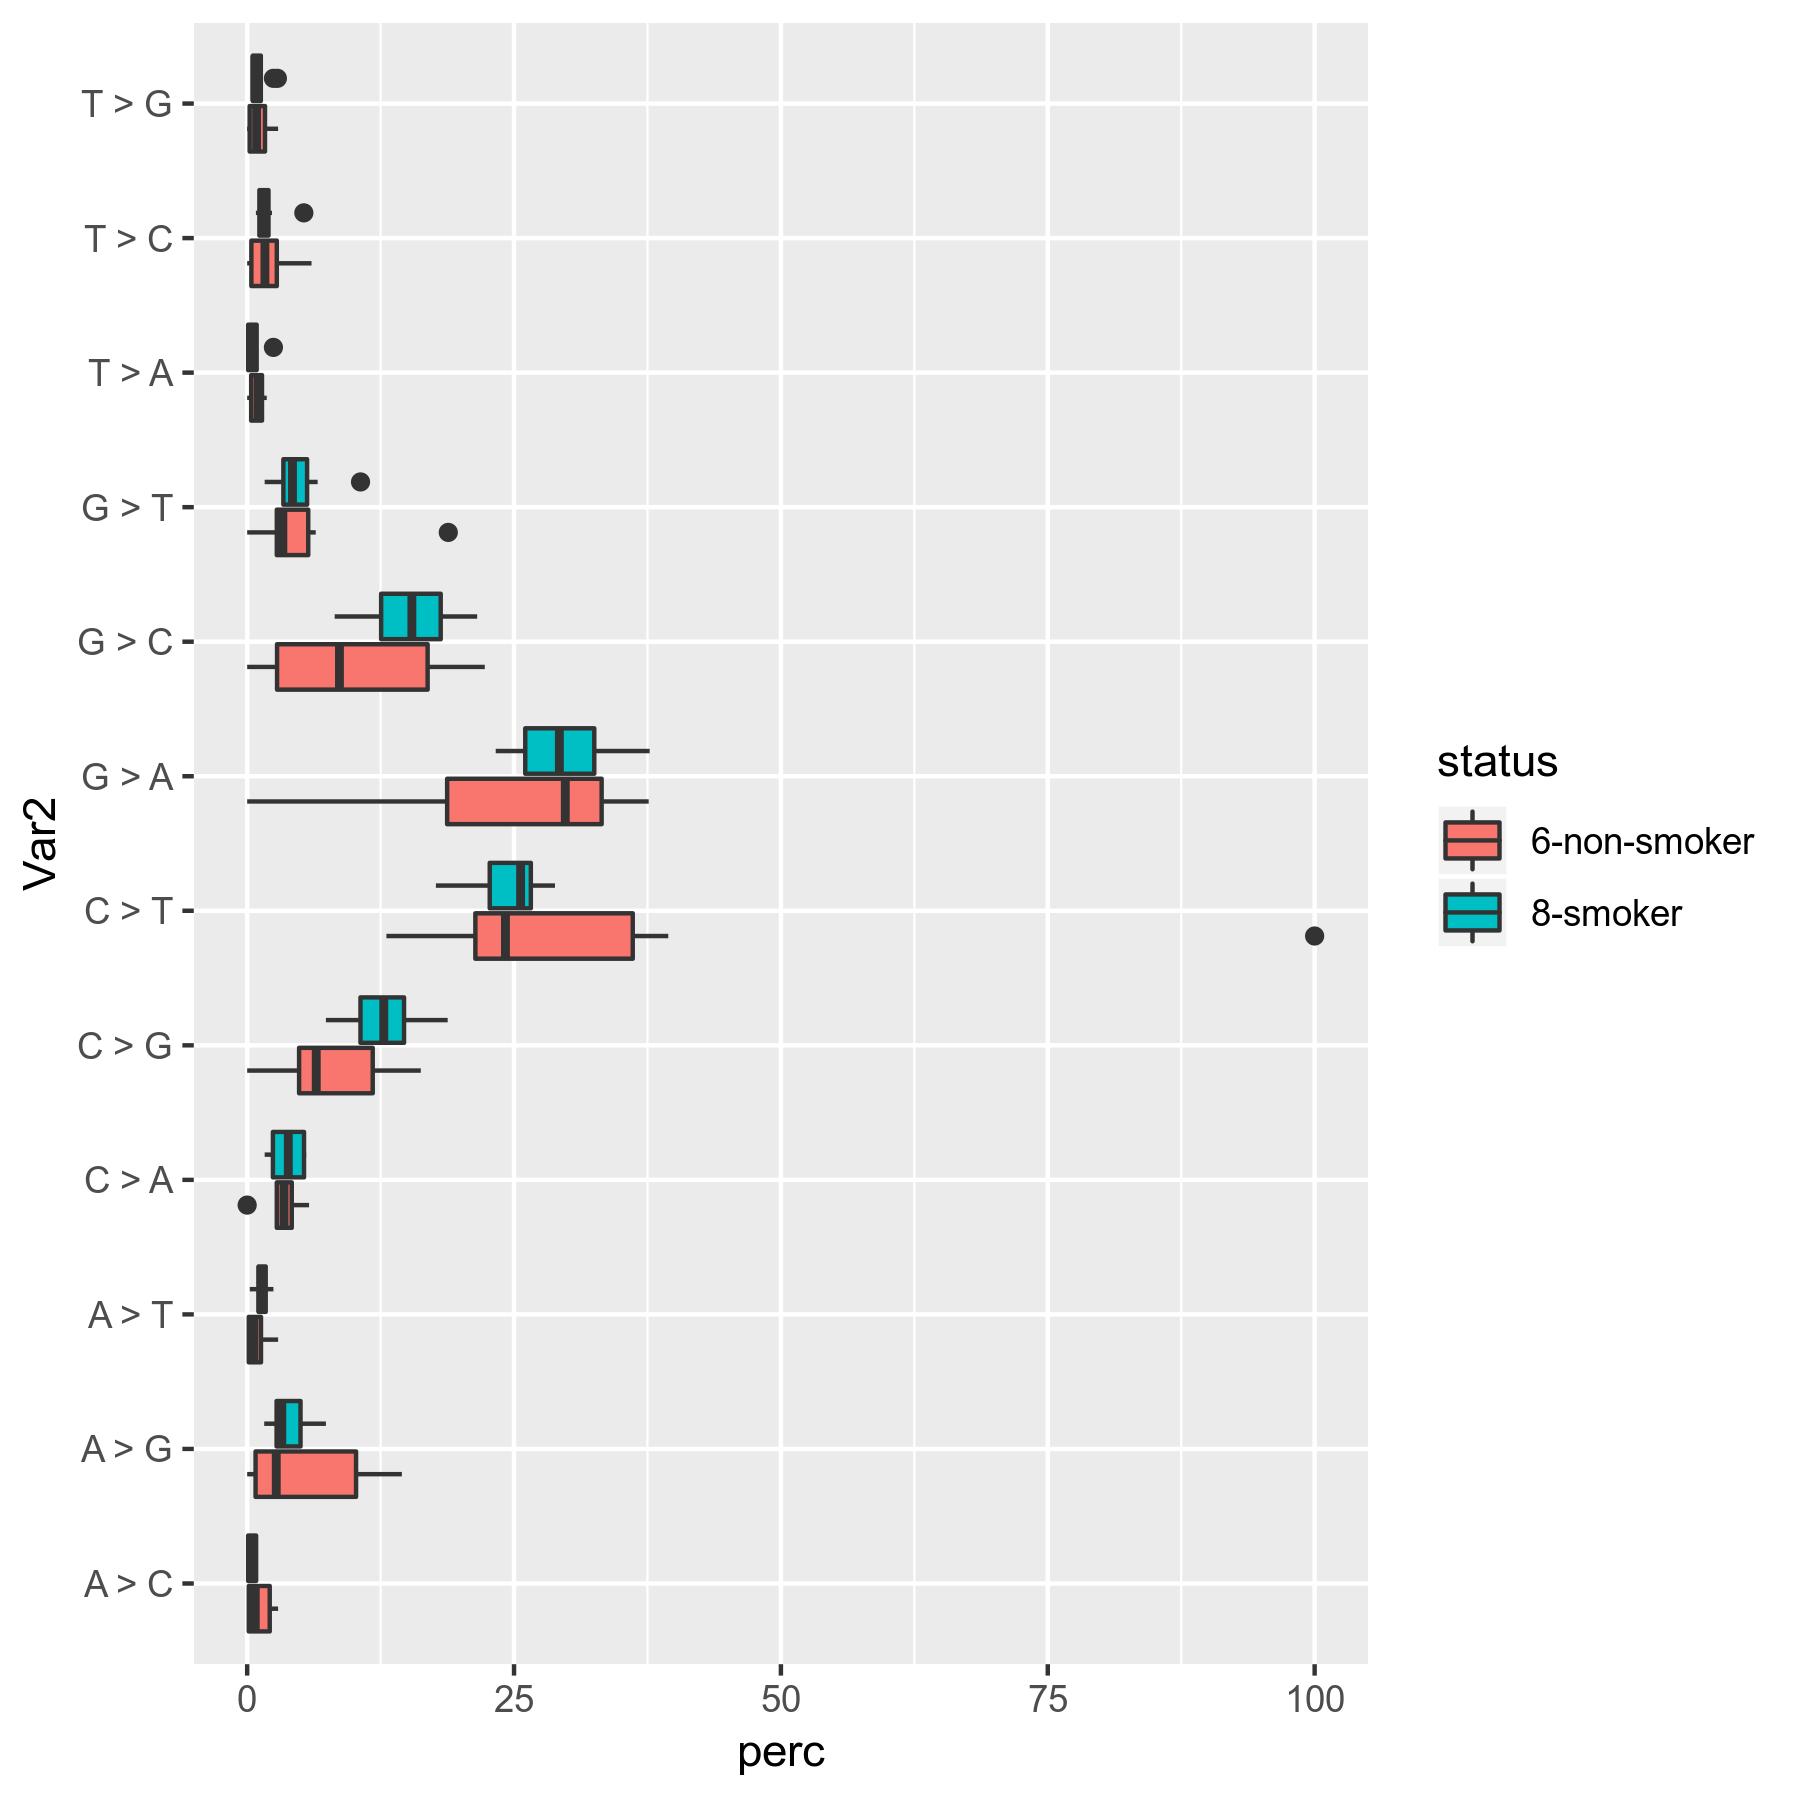 T > G
T > C
T > A
G > T
G > C
G > A
C > T
C > G
C > A
A > T
A > G
A > C
Var2
0 25 50 75 100
perc
status
6-non-smoker
8-smoker